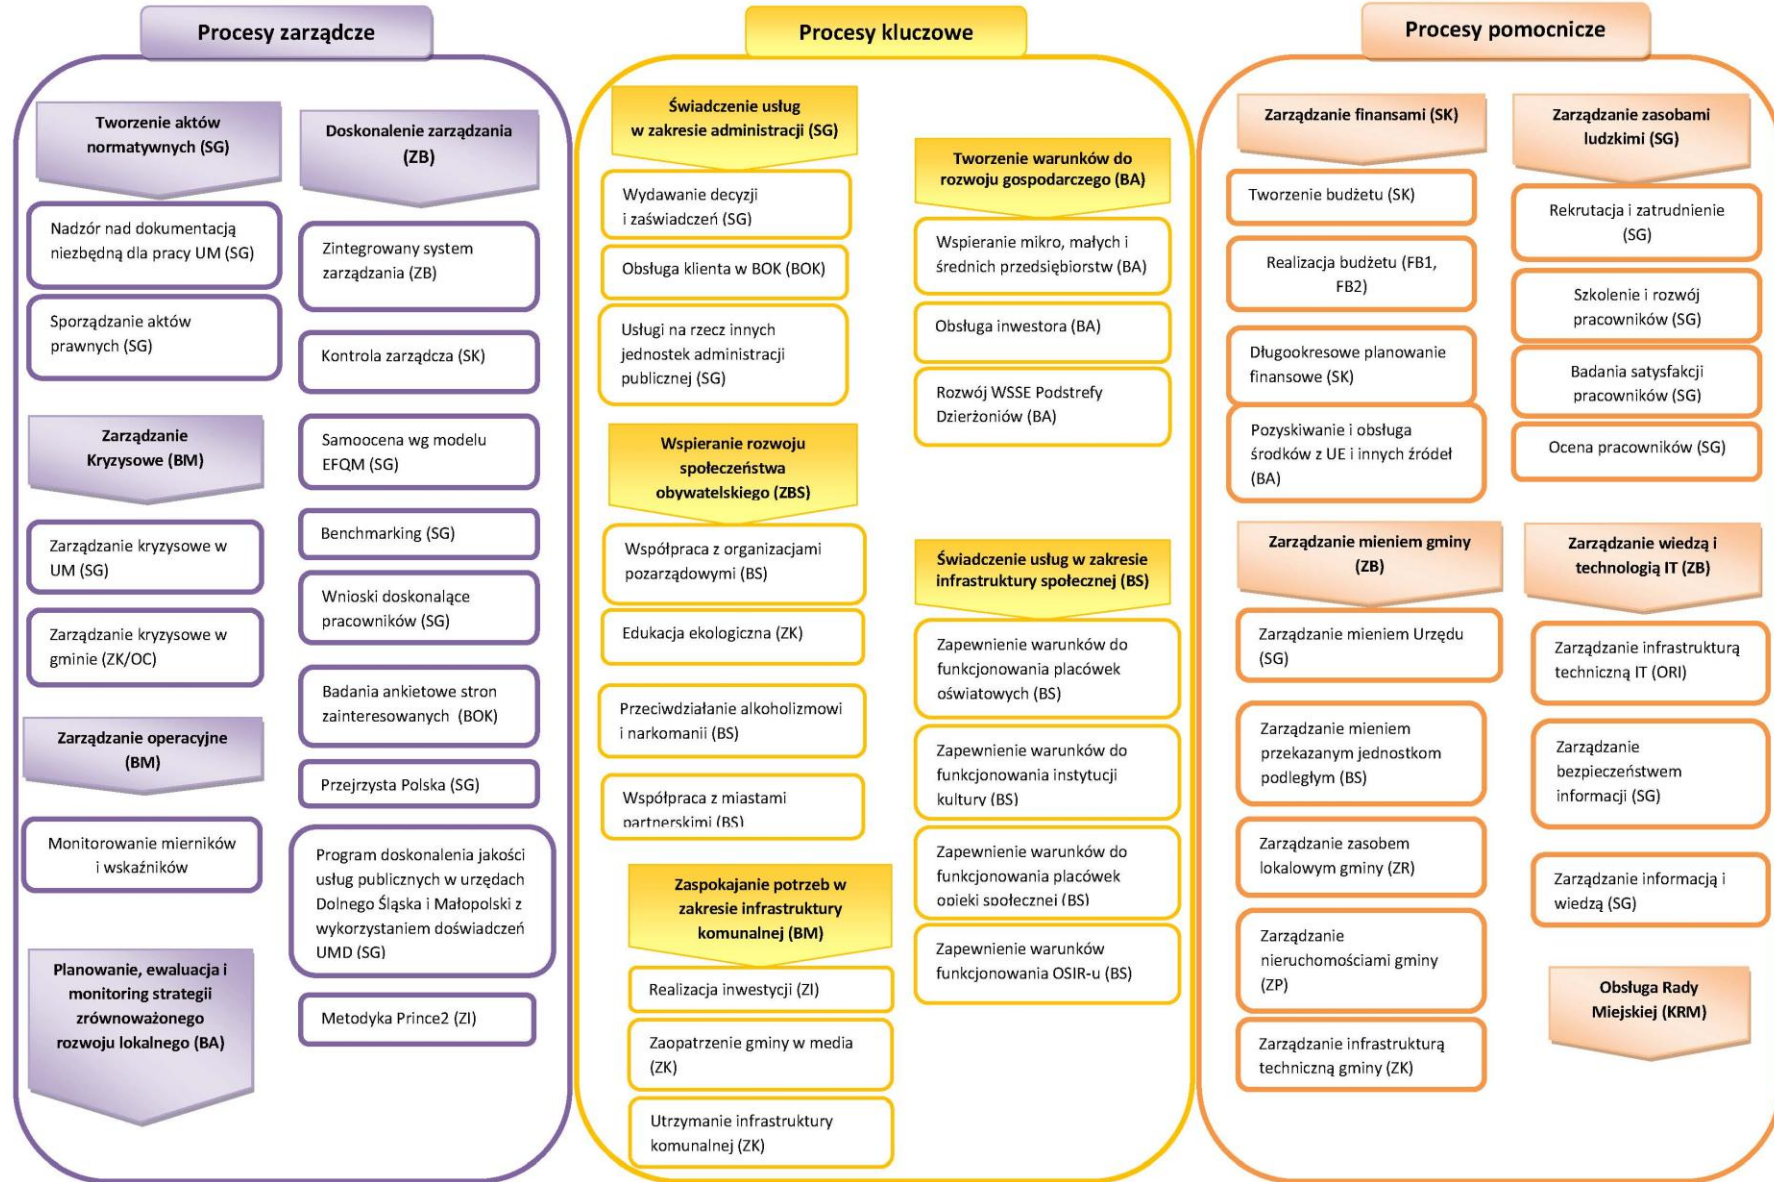 Procesy zarządcze
Tworzenie aktów
normatywnych (SG)
Nadzór nad dokumentacją
niezbędną dla pracy UM (SG)
Sporządzanie aktów
prawnych (SG)
Zarządzanie
Kryzysowe (BM)
Zarządzanie kryzysowe w
UM (SG)
Zarządzanie kryzysowe w
gminie (ZK/OC)
Zarządzanie operacyjne
(BM)
Monitorowanie mierników
i wskaźników
Planowanie, ewaluacja i
monitoring strategii
zrównoważonego
rozwoju lokalnego (BA)
Doskonalenie zarządzania
(ZB)
Zintegrowany system
zarządzania (ZB)
Kontrola zarządcza (SK)
Samoocena wg modelu
EFQM (SG)
Benchmarking (SG)
Wnioski doskonalące
pracowników (SG)
Badania ankietowe stron
zainteresowanych (BOK)
Przejrzysta Polska (SG)
Program doskonalenia jakości
usług publicznych w urzędach
Dolnego Śląska i Małopolski z
wykorzystaniem doświadczeń
UMD (SG)
Metodyka Prince2 (ZI)
Procesy kluczowe
Świadczenie usług
w zakresie administracji (SG)
Wydawanie decyzji
i zaświadczeń (SG)
Obsługa klienta w BOK (BOK)
Usługi na rzecz innych
jednostek administracji
publicznej (SG)
Wspieranie rozwoju
społeczeństwa
obywatelskiego (ZBS)
Współpraca z organizacjami
pozarządowymi (BS)
Edukacja ekologiczna (ZK)
Przeciwdziałanie alkoholizmowi
i narkomanii (BS)
Współpraca z miastami
partnerskimi (BS)
Zaspokajanie potrzeb w
zakresie infrastruktury
komunalnej (BM)
Realizacja inwestycji (ZI)
Zaopatrzenie gminy w media
(ZK)
Utrzymanie infrastruktury
komunalnej (ZK)
Tworzenie warunków do
rozwoju gospodarczego (BA)
Wspieranie mikro, małych i
średnich przedsiębiorstw (BA)
Obsługa inwestora (BA)
Rozwój WSSE Podstrefy
Dzierżoniów (BA)
Świadczenie usług w zakresie
infrastruktury społecznej (BS)
Zapewnienie warunków do
funkcjonowania placówek
oświatowych (BS)
Zapewnienie warunków do
funkcjonowania instytucji
kultury (BS)
Zapewnienie warunków do
funkcjonowania placówek
opieki społecznej (BS)
Zapewnienie warunków
funkcjonowania OSIR-u (BS)
Procesy pomocnicze
Zarządzanie finansami (SK)
Tworzenie budżetu (SK)
Realizacja budżetu (FB1,
FB2)
Długookresowe planowanie
finansowe (SK)
Pozyskiwanie i obsługa
środków z UE i innych źródeł
(BA)
Zarządzanie mieniem gminy
(ZB)
Zarządzanie mieniem Urzędu
(SG)
Zarządzanie mieniem
przekazanym jednostkom
podległym (BS)
Zarządzanie zasobem
lokalowym gminy (ZR)
Zarządzanie
nieruchomościami gminy
(ZP)
Zarządzanie infrastrukturą
techniczną gminy (ZK)
Zarządzanie zasobami
ludzkimi (SG)
Rekrutacja i zatrudnienie
(SG)
Szkolenie i rozwój
pracowników (SG)
Badania satysfakcji
pracowników (SG)
Ocena pracowników (SG)
Zarządzanie wiedzą i
technologią IT (ZB)
Zarządzanie infrastrukturą
techniczną IT (ORI)
Zarządzanie
bezpieczeństwem
informacji (SG)
Zarządzanie informacją i
wiedzą (SG)
Obsługa Rady
Miejskiej (KRM)